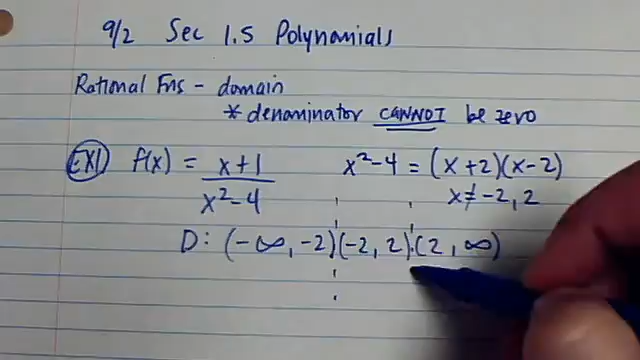 9/2 Sec 1.5 Polynamials
Rational Fns - domain
* denominator CANNOT be zero
EX1 f(x) = (x+1)/(x²-4) x²-4 = (x+2)(x-2)
x ≠ -2, 2
D: (-∞, -2)(-2, 2)(2, ∞)